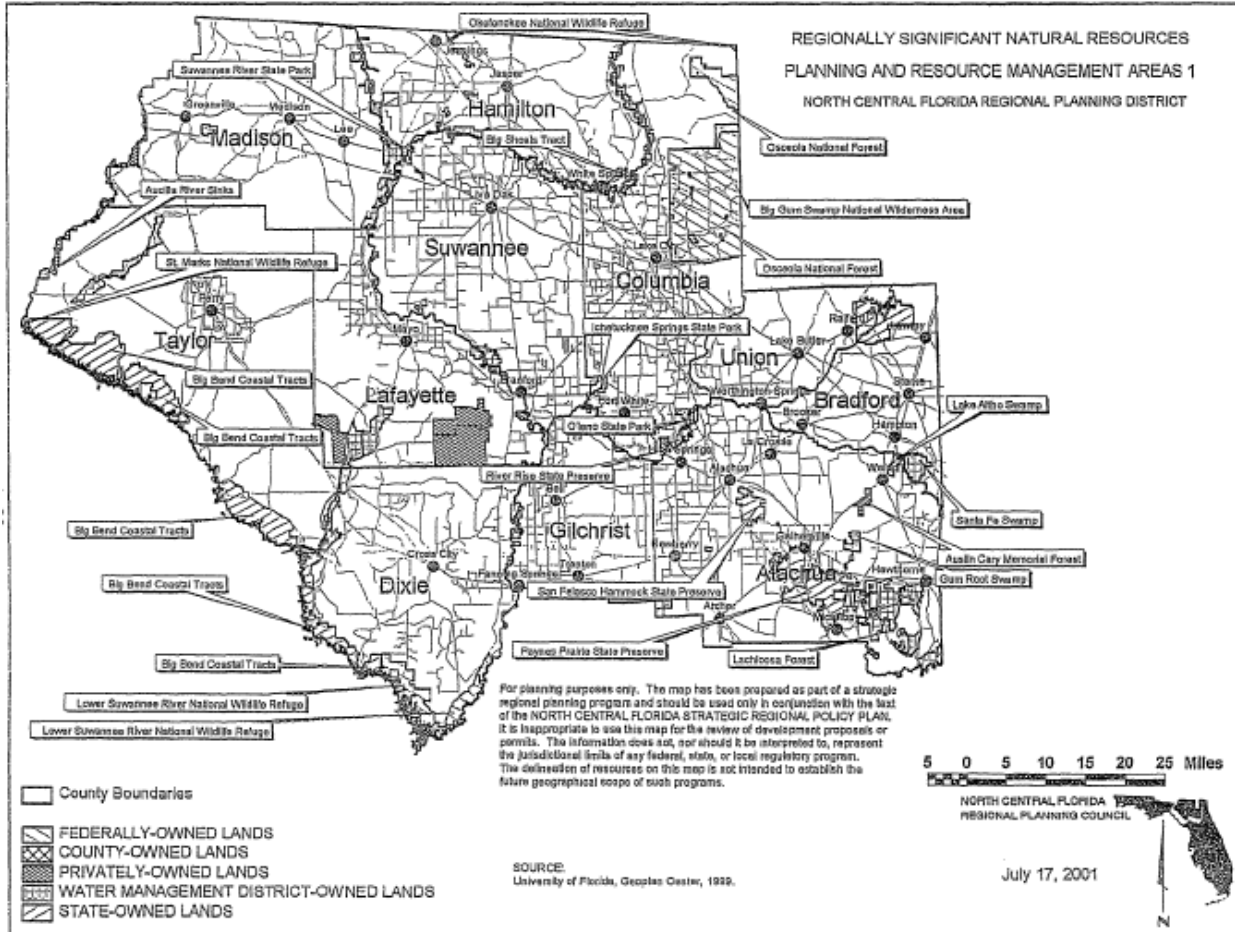 REGIONALLY SIGNIFICANT NATURAL RESOURCES
PLANNING AND RESOURCE MANAGEMENT AREAS 1
NORTH CENTRAL FLORIDA REGIONAL PLANNING DISTRICT
Okefenokee National Wildlife Refuge
Jennings
Suwannee River State Park
Jasper
Hamilton
Greenville
Madison
Madison
Lee
Big Shoals Tract
Osceola National Forest
White Springs
Aucilla River Sinks
Live Oak
Big Gum Swamp National Wilderness Area
Suwannee
Lake City
St. Marks National Wildlife Refuge
Osceola National Forest
Columbia
Perry
Taylor
Mayo
Ichetucknee Springs State Park
Raiford
Lawtey
Union
Lake Butler
Big Bend Coastal Tracts
Lafayette
Branford
Fort White
Worthington Springs
Starke
Bradford
Lake Altho Swamp
Big Bend Coastal Tracts
O'leno State Park
Brooker
Hampton
La Crosse
High Springs
River Rise State Preserve
Alachua
Waldo
Bell
Big Bend Coastal Tracts
Gilchrist
Santa Fe Swamp
Newberry
Gainesville
Cross City
Trenton
Austin Cary Memorial Forest
Big Bend Coastal Tracts
Dixie
Fanning Springs
Alachua
Hawthorne
Gum Root Swamp
San Felasco Hammock State Preserve
Archer
Micanopy
Paynes Prairie State Preserve
Lochloosa Forest
Big Bend Coastal Tracts
Lower Suwannee River National Wildlife Refuge
Lower Suwannee River National Wildlife Refuge
For planning purposes only. The map has been prepared as part of a strategic
regional planning program and should be used only in conjunction with the text
of the NORTH CENTRAL FLORIDA STRATEGIC REGIONAL POLICY PLAN.
It is inappropriate to use this map for the review of development proposals or
permits. The information does not, nor should it be interpreted to, represent
the jurisdictional limits of any federal, state, or local regulatory program.
The delineation of resources on this map is not intended to establish the
future geographical scope of such programs.
5 0 5 10 15 20 25 Miles
NORTH CENTRAL FLORIDA
REGIONAL PLANNING COUNCIL
County Boundaries
FEDERALLY-OWNED LANDS
COUNTY-OWNED LANDS
PRIVATELY-OWNED LANDS
WATER MANAGEMENT DISTRICT-OWNED LANDS
STATE-OWNED LANDS
SOURCE:
University of Florida, Geoplan Center, 1999.
July 17, 2001
N